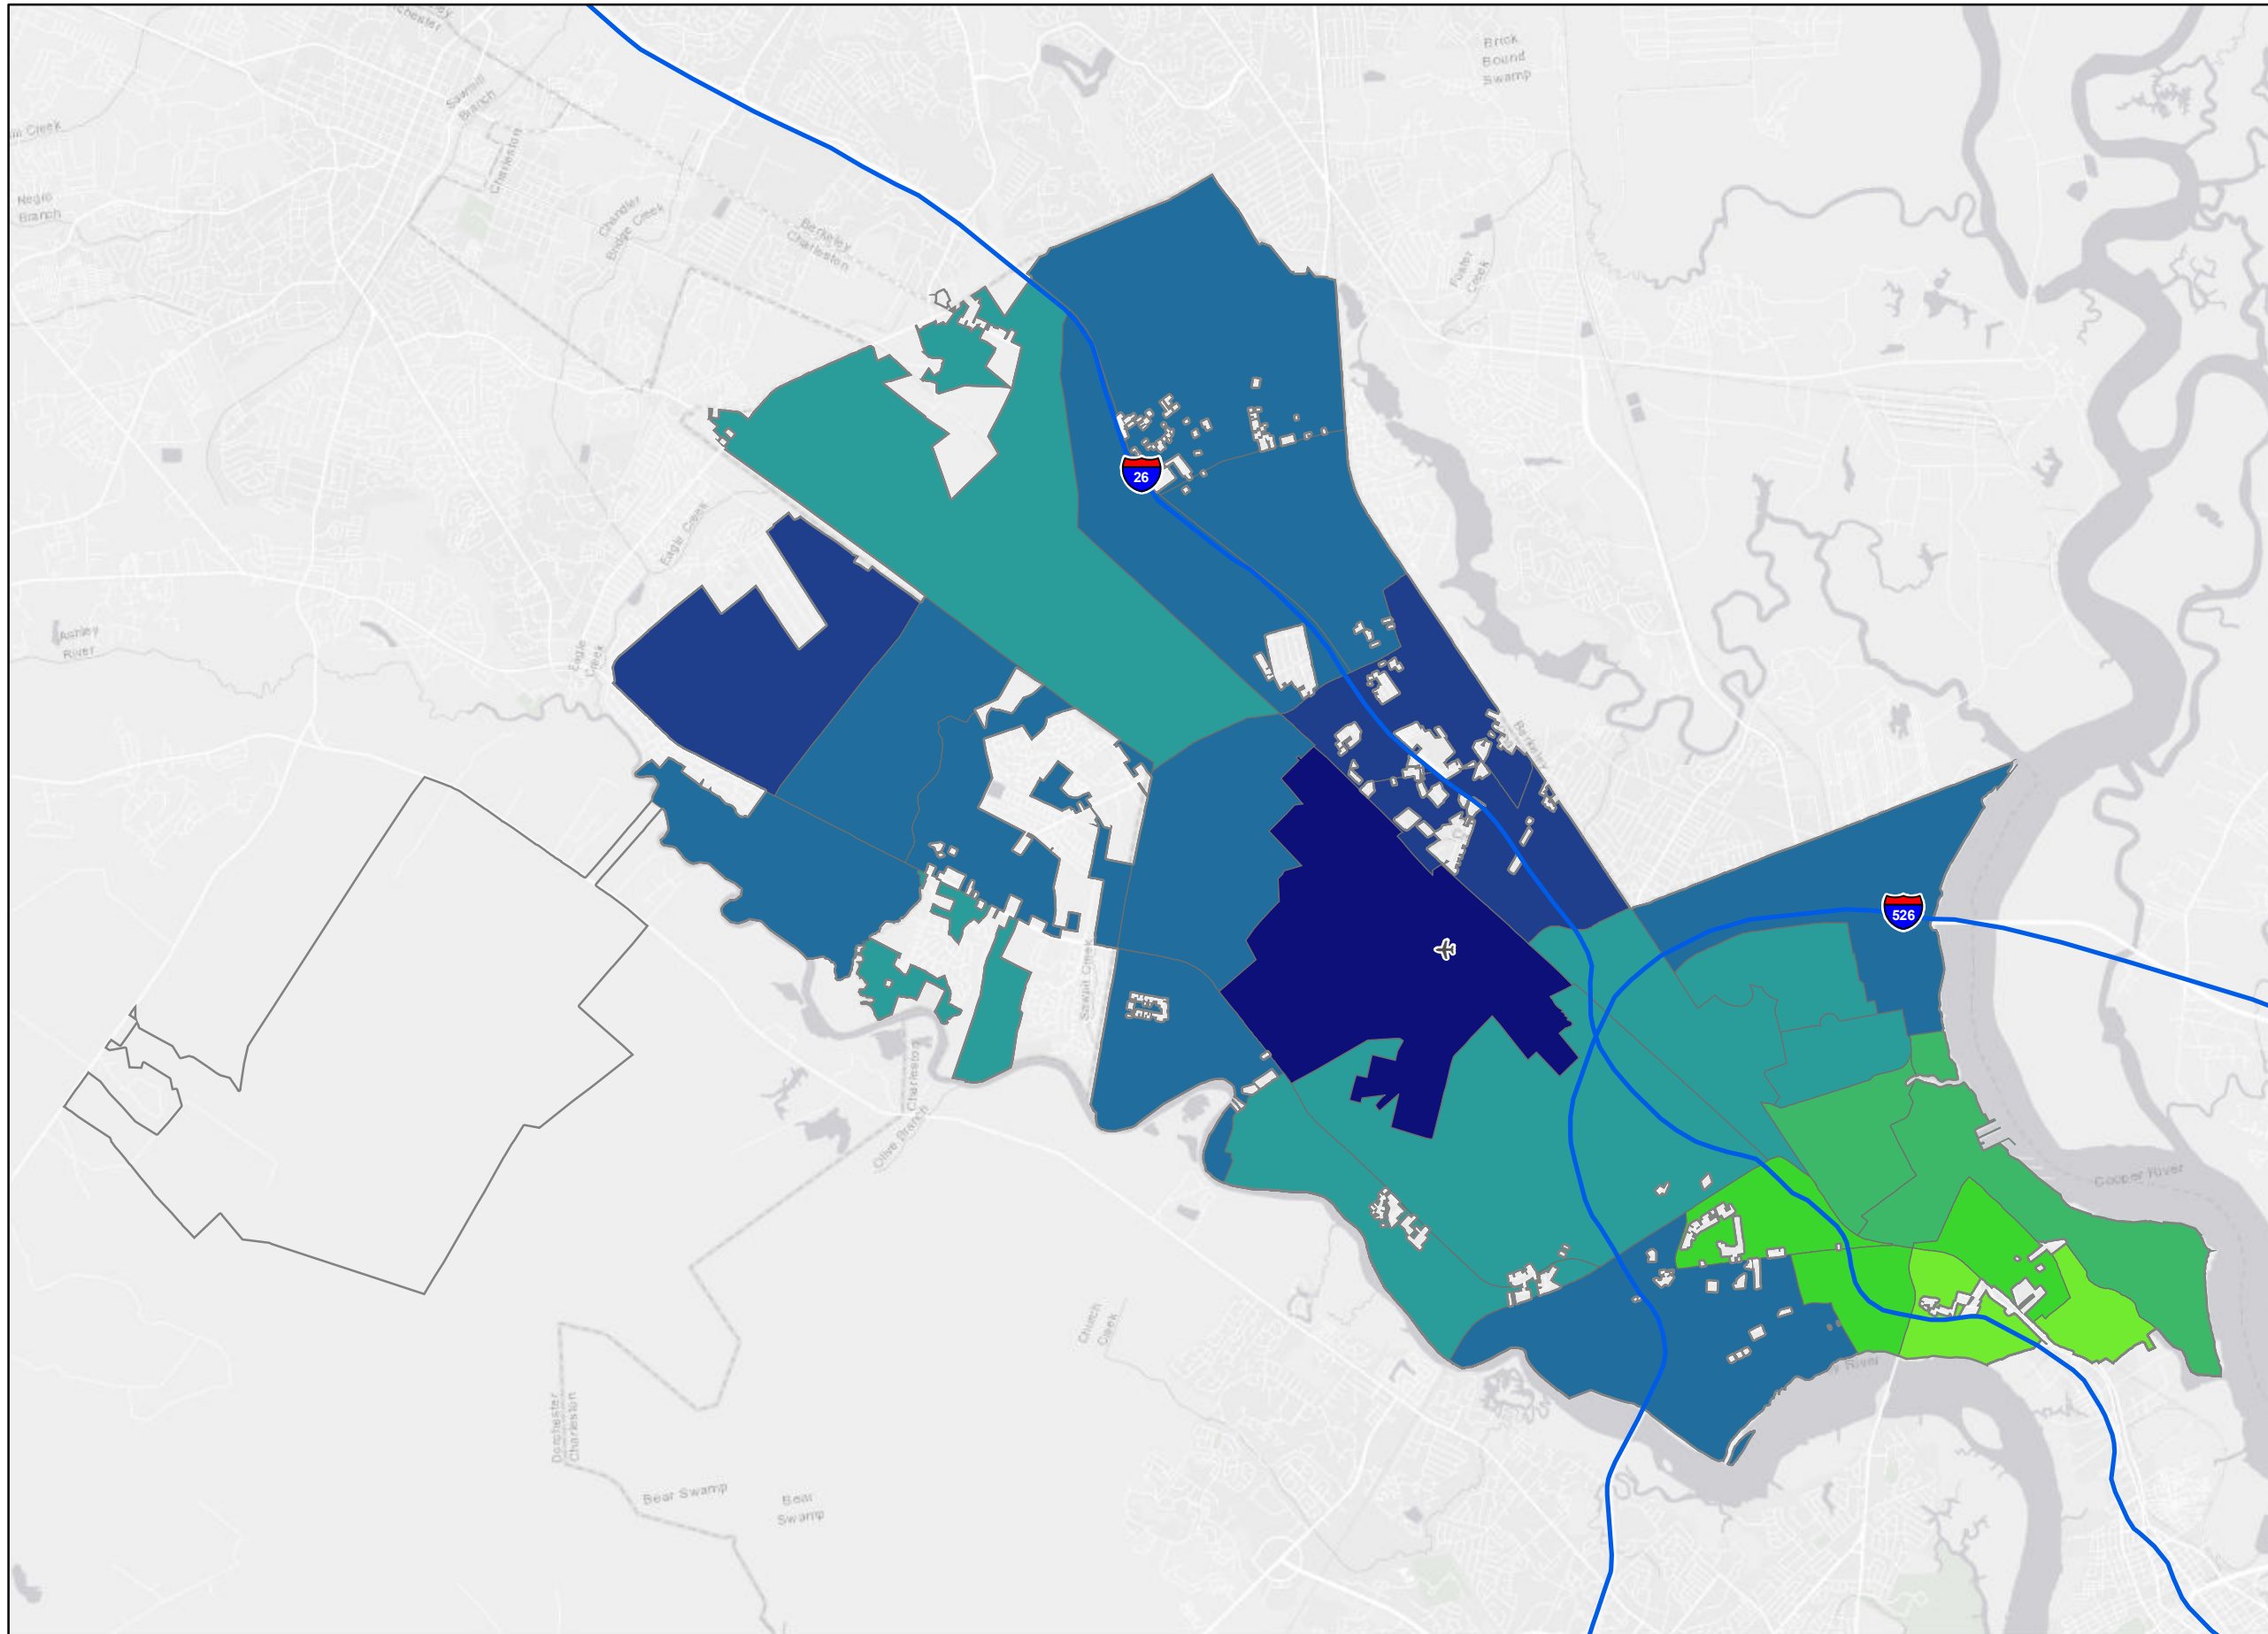 Brick
Bound
Swamp
Sawmill
Branch
Charleston
Creek
Negro
Branch
Chandler
Bridge Creek
Berkeley
Charleston
Foster
Creek
26
Eagle Creek
Ashley
River
Eagle
Creek
Berkeley
526
Sawpit Creek
Charleston
Olive Branch
Cooper River
Church
Creek
River
Dorchester
Charleston
Bear Swamp
Bear
Swamp